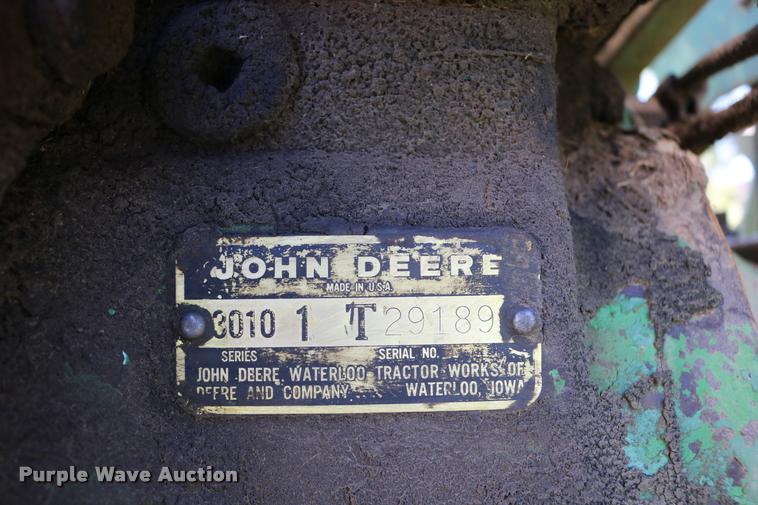 JOHN DEERE
MADE IN U.S.A.
3010 1 T 29189
SERIES SERIAL NO.
JOHN DEERE WATERLOO TRACTOR WORKS OF
DEERE AND COMPANY WATERLOO, IOWA
Purple Wave Auction